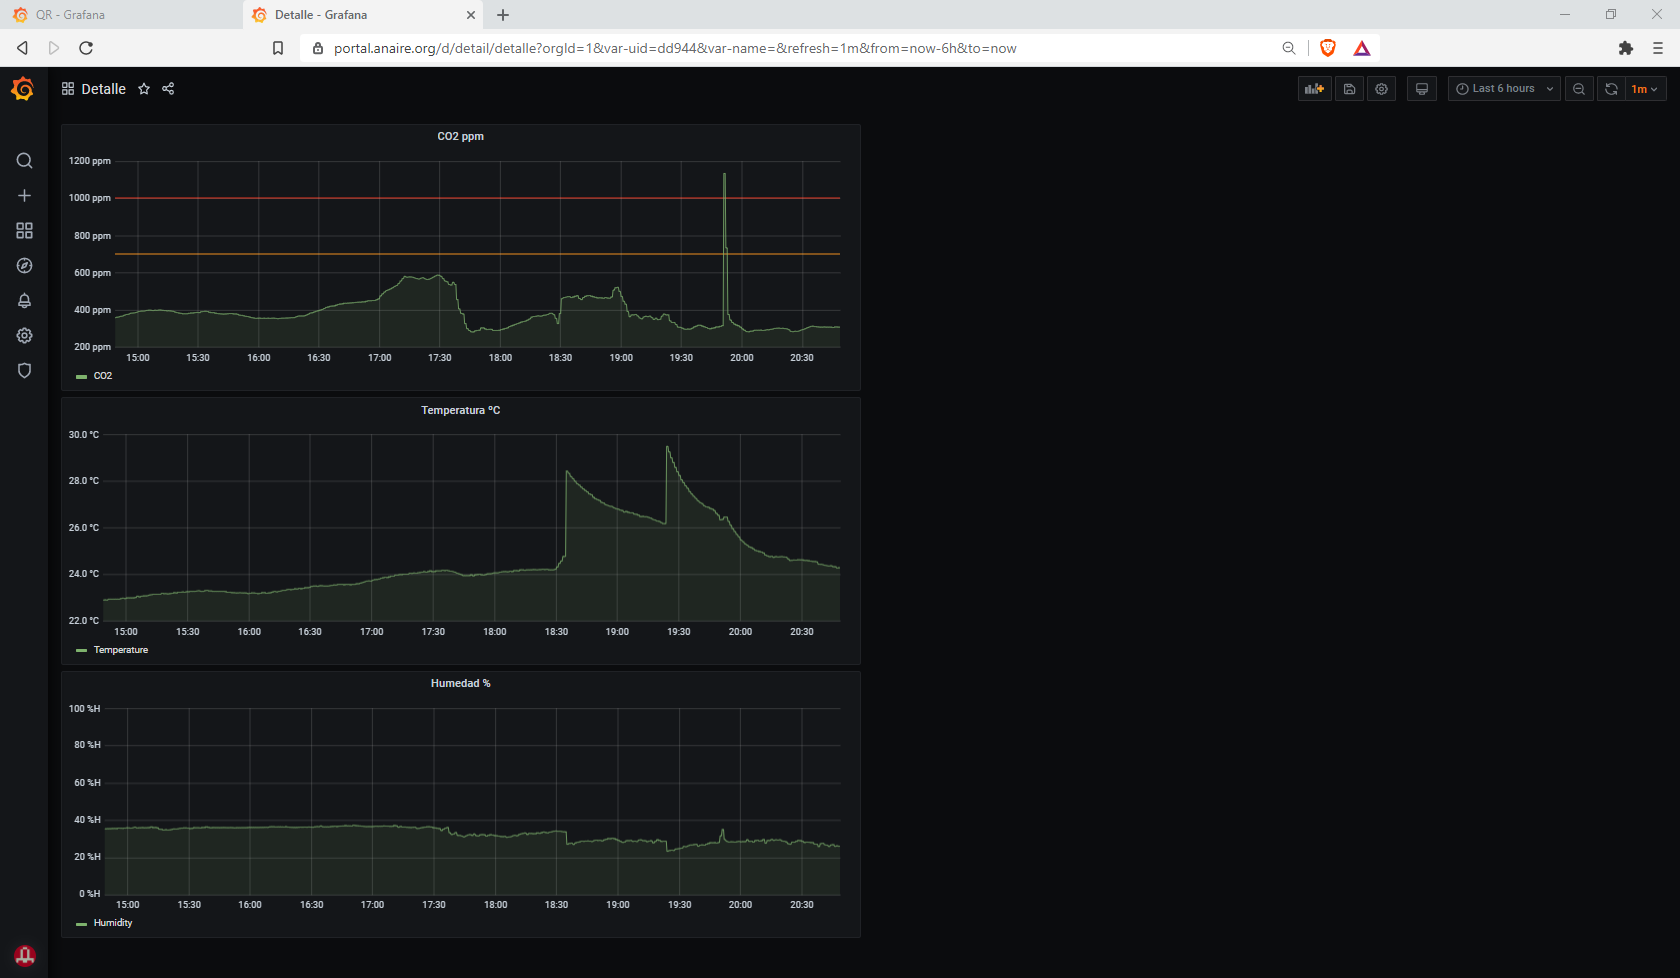 QR - Grafana
Detalle - Grafana
portal.anaire.org/d/detail/detalle?orgId=1&var-uid=dd944&var-name=&refresh=1m&from=now-6h&to=now
Detalle
Last 6 hours
1m
CO2 ppm
1200 ppm
1000 ppm
800 ppm
600 ppm
400 ppm
200 ppm
15:00 15:30 16:00 16:30 17:00 17:30 18:00 18:30 19:00 19:30 20:00 20:30
CO2
Temperatura ºC
30.0 °C
28.0 °C
26.0 °C
24.0 °C
22.0 °C
15:00 15:30 16:00 16:30 17:00 17:30 18:00 18:30 19:00 19:30 20:00 20:30
Temperature
Humedad %
100 %H
80 %H
60 %H
40 %H
20 %H
0 %H
15:00 15:30 16:00 16:30 17:00 17:30 18:00 18:30 19:00 19:30 20:00 20:30
Humidity